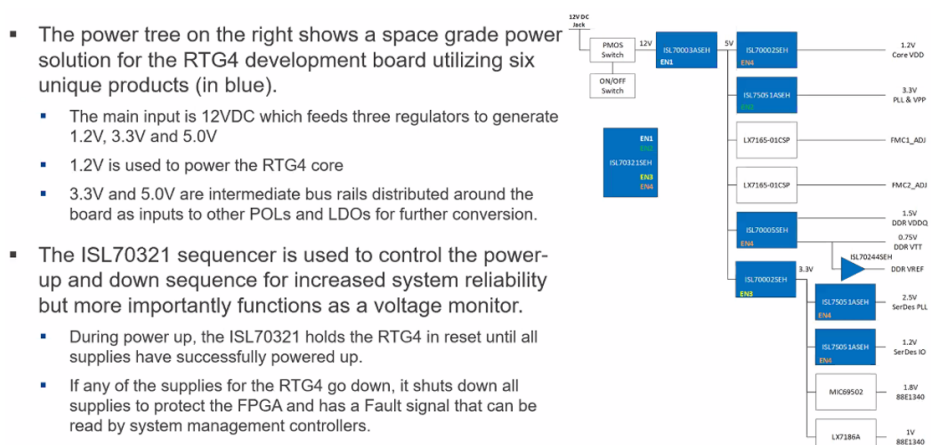 ▪ The power tree on the right shows a space grade power
solution for the RTG4 development board utilizing six
unique products (in blue).
▪ The main input is 12VDC which feeds three regulators to generate
1.2V, 3.3V and 5.0V
▪ 1.2V is used to power the RTG4 core
▪ 3.3V and 5.0V are intermediate bus rails distributed around the
board as inputs to other POLs and LDOs for further conversion.
▪ The ISL70321 sequencer is used to control the power-
up and down sequence for increased system reliability
but more importantly functions as a voltage monitor.
▪ During power up, the ISL70321 holds the RTG4 in reset until all
supplies have successfully powered up.
▪ If any of the supplies for the RTG4 go down, it shuts down all
supplies to protect the FPGA and has a Fault signal that can be
read by system management controllers.
12V DC
Jack
PMOS
Switch
12V
ON/OFF
Switch
ISL70003ASEH
EN1
5V
EN1
EN2
ISL70321SEH
EN3
EN4
ISL70002SEH
EN4
1.2V
Core VDD
ISL75051ASEH
EN2
3.3V
PLL & VPP
LX7165-01CSP
FMC1_ADJ
LX7165-01CSP
FMC2_ADJ
ISL70005SEH
EN4
1.5V
DDR VDDQ
0.75V
DDR VTT
ISL70244SEH
DDR VREF
ISL70002SEH
EN3
3.3V
ISL75051ASEH
EN4
2.5V
SerDes PLL
ISL75051ASEH
EN4
1.2V
SerDes IO
MIC69502
1.8V
88E1340
LX7186A
1V
88E1340